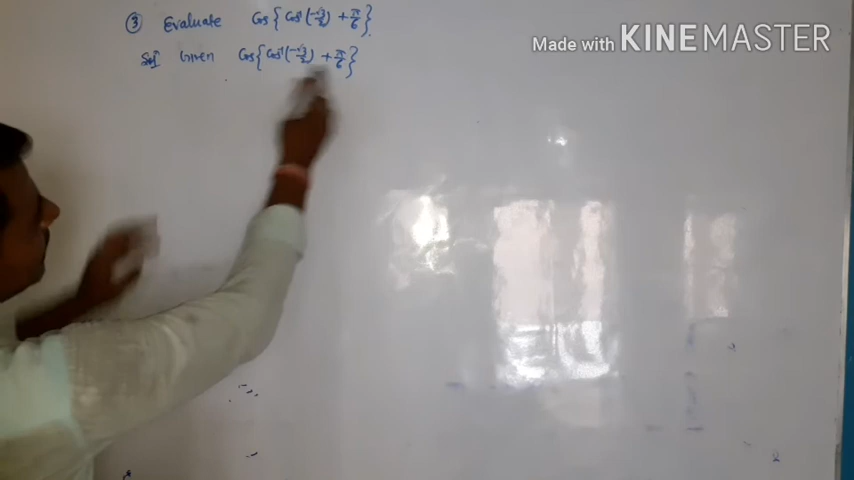 ③ Evaluate Cos{Cos⁻¹(-√3/2) + π/6}.
Sol Given Cos{Cos⁻¹(-√3/2) + π/6}
Made with KINEMASTER